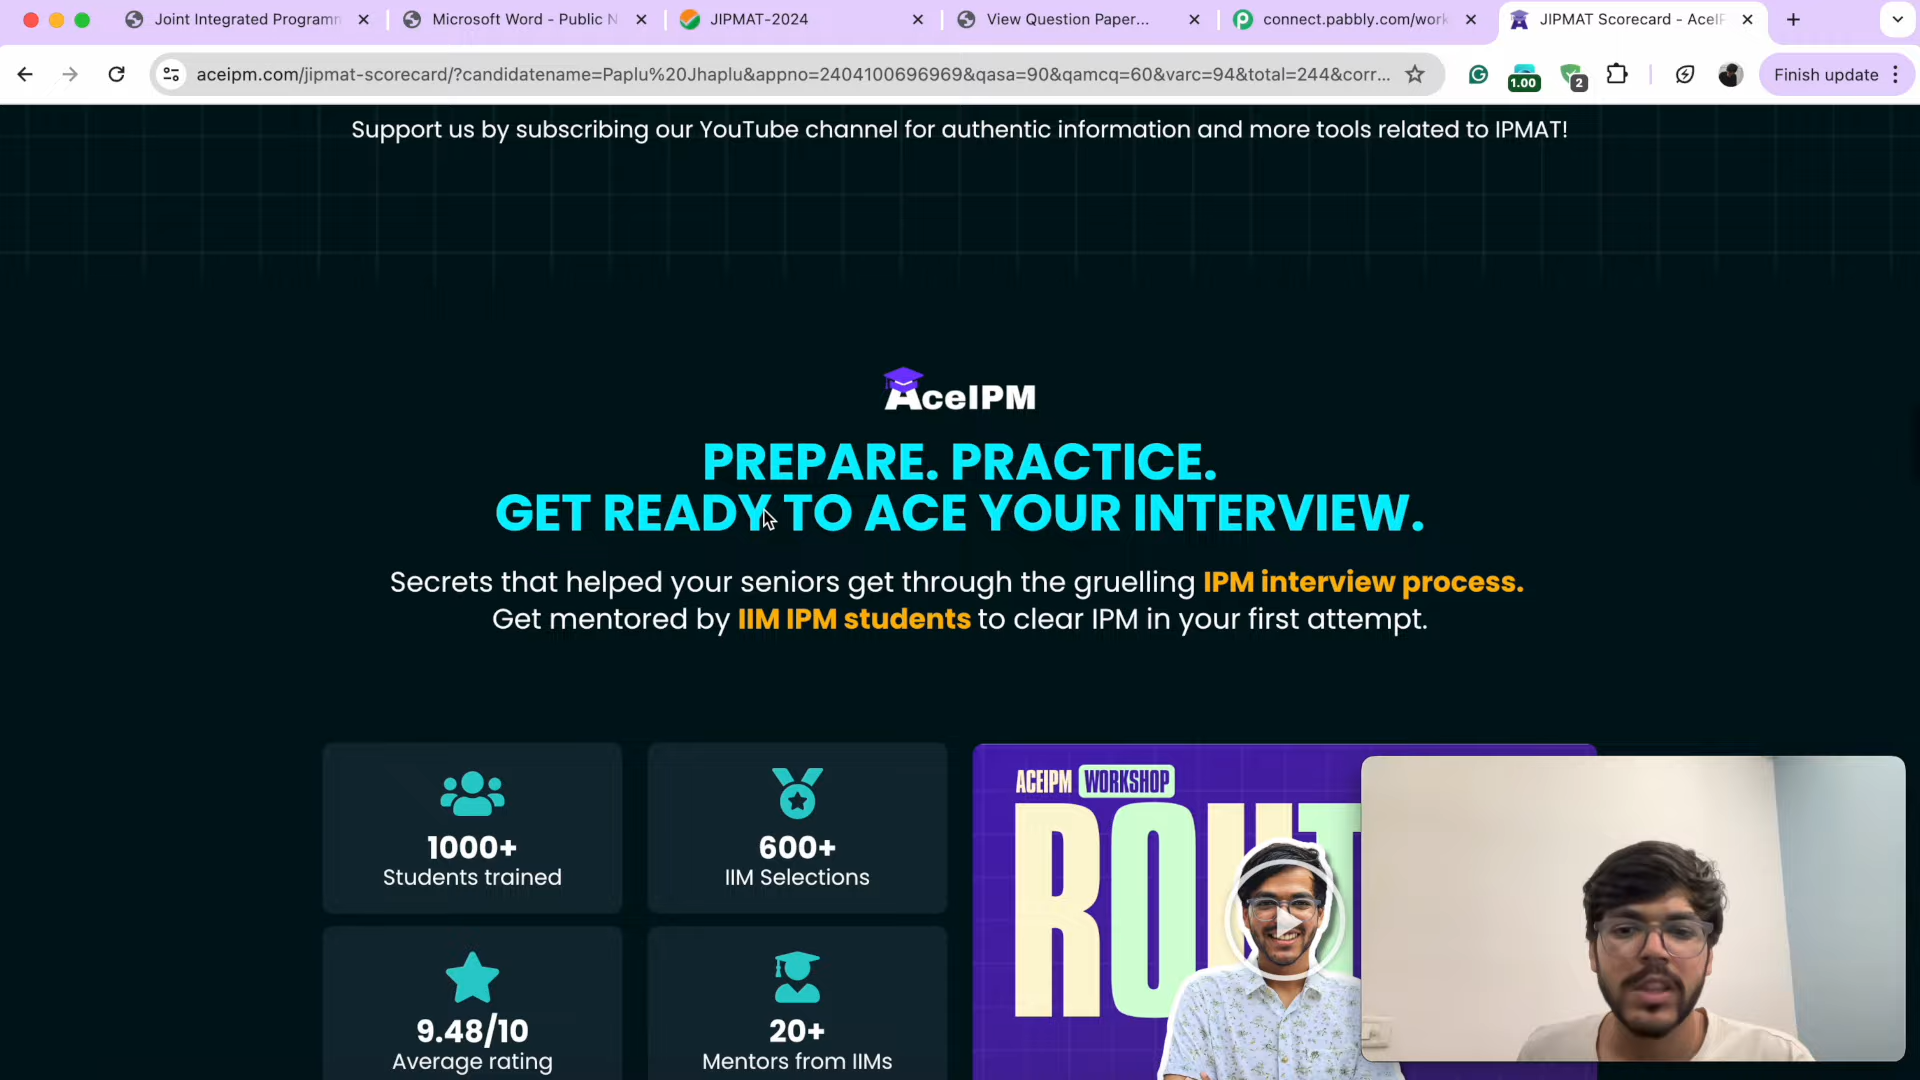 Joint Integrated Program
Microsoft Word - Public N
JIPMAT-2024
View Question Paper...
connect.pabbly.com/work
JIPMAT Scorecard - AceIP
aceipm.com/jipmat-scorecard/?candidatename=Paplu%20Jhaplu&appno=2404100696969&qasa=90&qamcq=60&varc=94&total=244&corr...
1.00
2
Finish update
Support us by subscribing our YouTube channel for authentic information and more tools related to IPMAT!
AceIPM
PREPARE. PRACTICE.
GET READY TO ACE YOUR INTERVIEW.
Secrets that helped your seniors get through the gruelling IPM interview process.
Get mentored by IIM IPM students to clear IPM in your first attempt.
1000+
Students trained
600+
IIM Selections
9.48/10
Average rating
20+
Mentors from IIMs
ACEIPM WORKSHOP